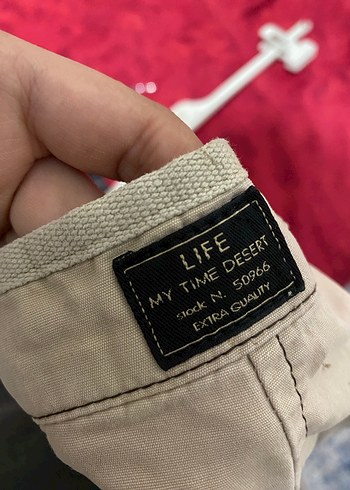 LIFE
MY TIME DESERT
stock N. 50966
EXTRA QUALITY